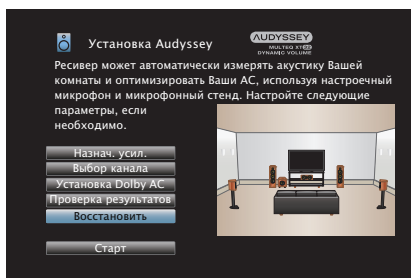 Установка Audyssey
AUDYSSEY
MULTEQ XT32
DYNAMIC VOLUME
Ресивер может автоматически измерять акустику Вашей
комнаты и оптимизировать Ваши АС, используя настроечный
микрофон и микрофонный стенд. Настройте следующие
параметры, если
необходимо.
Назнач. усил.
Выбор канала
Установка Dolby АС
Проверка результатов
Восстановить
Старт